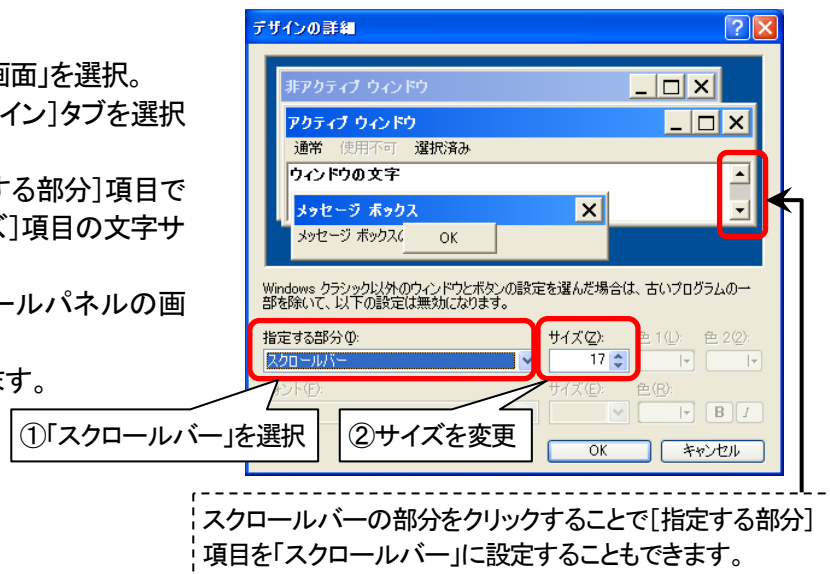 画面」を選択。
イン]タブを選択
する部分]項目で
ズ]項目の文字サ
ールパネルの画
ます。
デザインの詳細
非アクティブ ウィンドウ
アクティブ ウィンドウ
通常 使用不可 選択済み
ウィンドウの文字
メッセージ ボックス
メッセージ ボックスの
OK
Windows クラシック以外のウィンドウとボタンの設定を選んだ場合は、古いプログラムの一
部を除いて、以下の設定は無効になります。
指定する部分(I): サイズ(Z): 色 1(L): 色 2(2):
スクロールバー 17
フォント(F): サイズ(E): 色(R):
B I
①「スクロールバー」を選択 ②サイズを変更
OK キャンセル
スクロールバーの部分をクリックすることで[指定する部分]
項目を「スクロールバー」に設定することもできます。